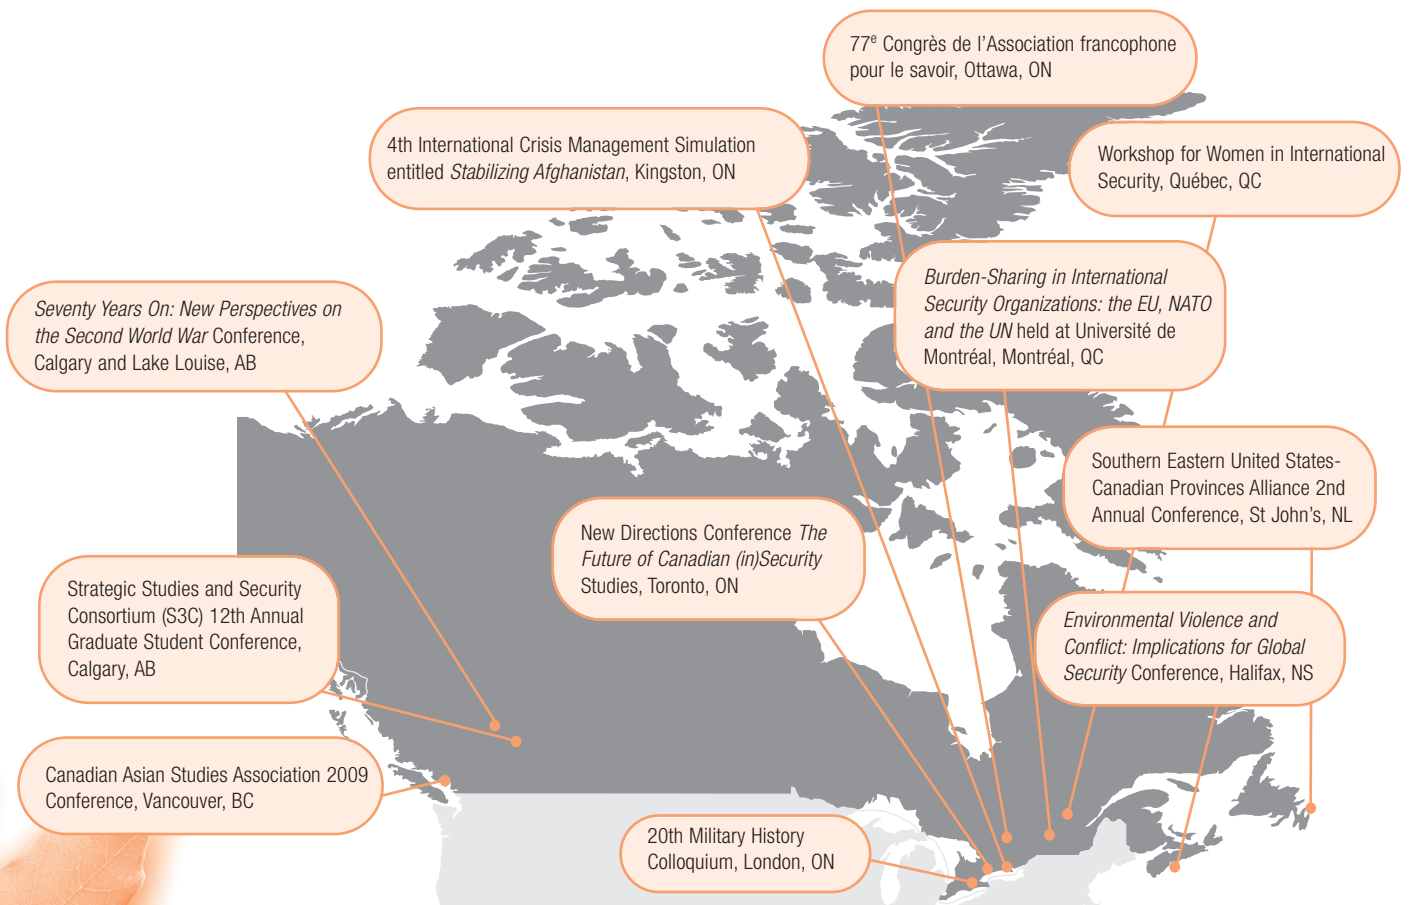 77e Congrès de l'Association francophone
pour le savoir, Ottawa, ON
4th International Crisis Management Simulation
entitled Stabilizing Afghanistan, Kingston, ON
Workshop for Women in International
Security, Québec, QC
Burden-Sharing in International
Security Organizations: the EU, NATO
and the UN held at Université de
Montréal, Montréal, QC
Seventy Years On: New Perspectives on
the Second World War Conference,
Calgary and Lake Louise, AB
Southern Eastern United States-
Canadian Provinces Alliance 2nd
Annual Conference, St John's, NL
New Directions Conference The
Future of Canadian (in)Security
Studies, Toronto, ON
Strategic Studies and Security
Consortium (S3C) 12th Annual
Graduate Student Conference,
Calgary, AB
Environmental Violence and
Conflict: Implications for Global
Security Conference, Halifax, NS
Canadian Asian Studies Association 2009
Conference, Vancouver, BC
20th Military History
Colloquium, London, ON